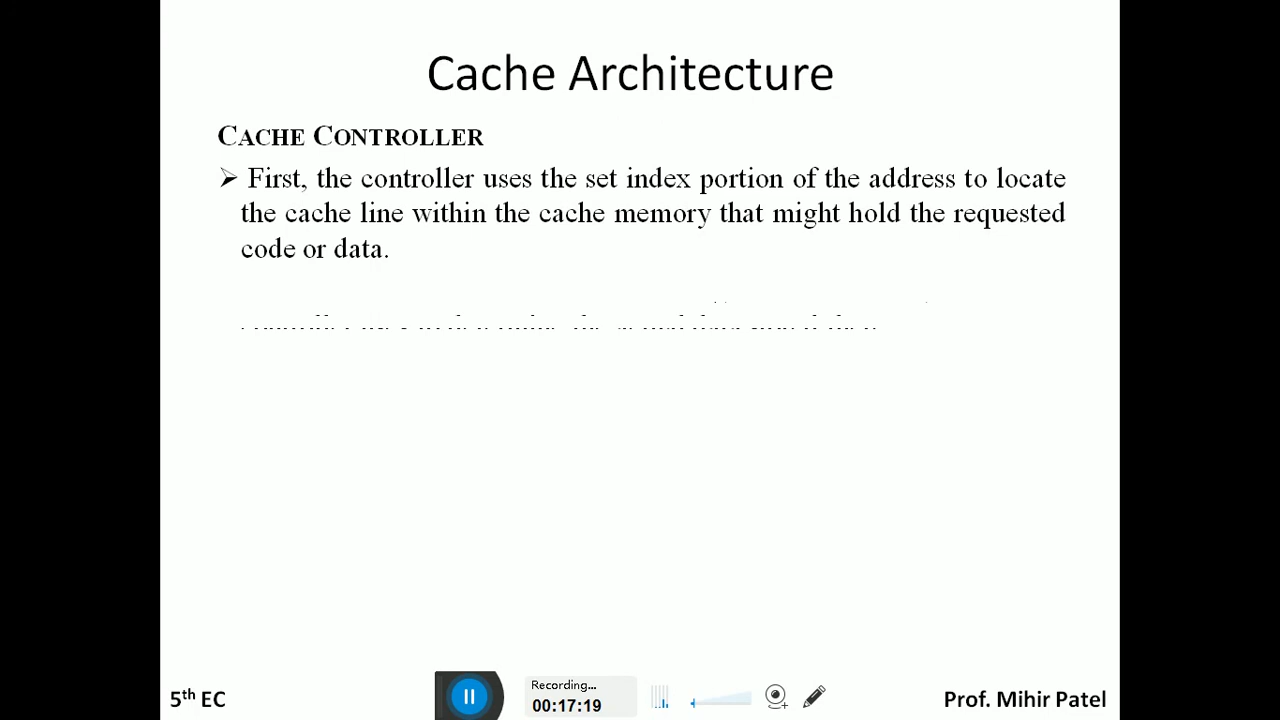 Cache Architecture
CACHE CONTROLLER
➢ First, the controller uses the set index portion of the address to locate
the cache line within the cache memory that might hold the requested
code or data.
5th EC
Recording...
00:17:19
Prof. Mihir Patel